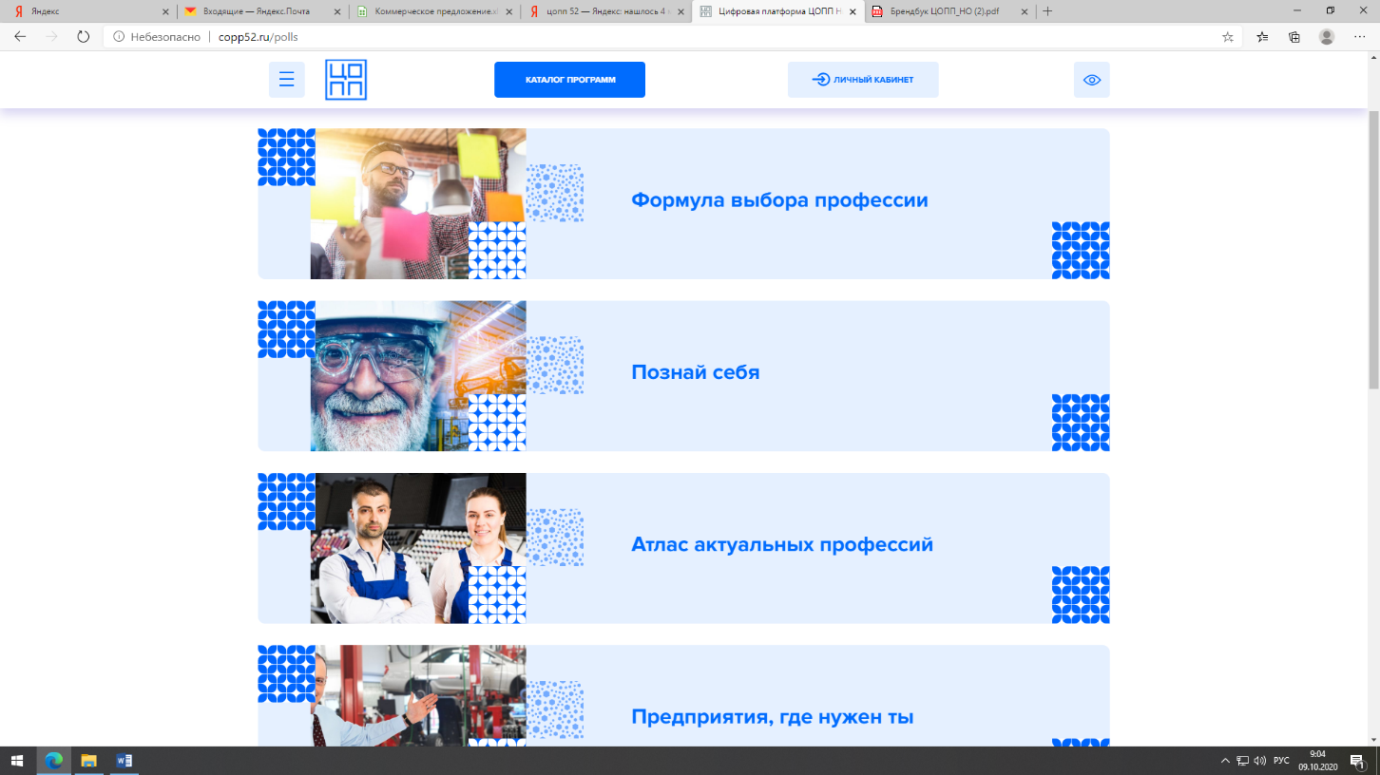 Яндекс
Входящие — Яндекс.Почта
Коммерческое предложение.x
цопп 52 — Яндекс: нашлось 4
Цифровая платформа ЦОПП Н
Брендбук ЦОПП_НО (2).pdf
Небезопасно | copp52.ru/polls
ЦО
ПП
КАТАЛОГ ПРОГРАММ
ЛИЧНЫЙ КАБИНЕТ
Формула выбора профессии
Познай себя
Атлас актуальных профессий
Предприятия, где нужен ты
РУС
9:04
09.10.2020
1